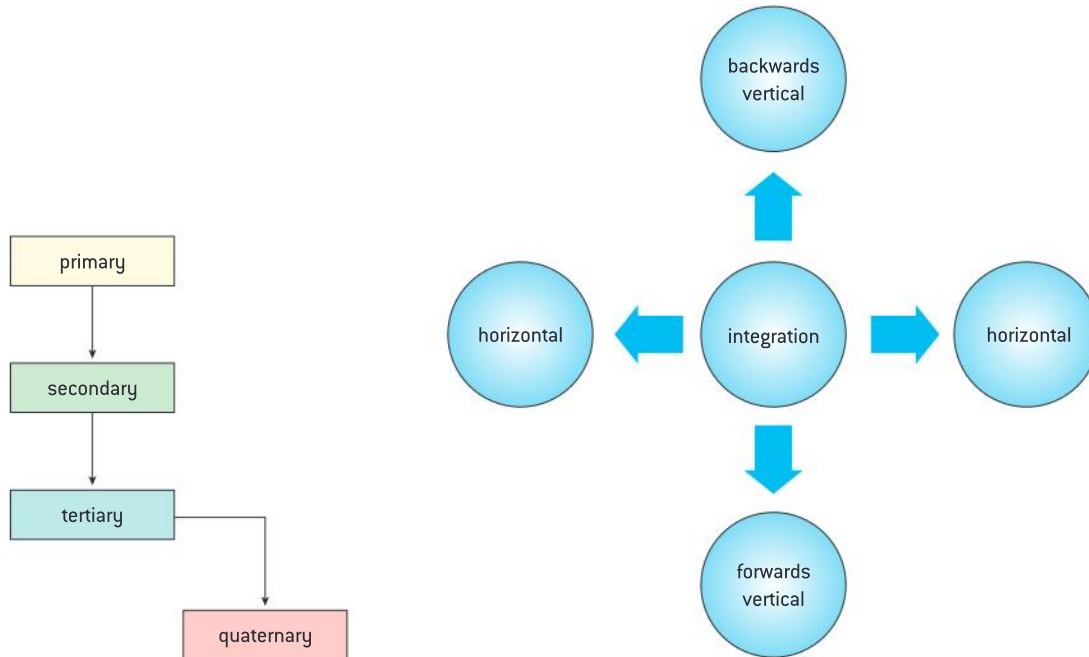 primary
secondary
tertiary
quaternary
backwards
vertical
horizontal
integration
horizontal
forwards
vertical